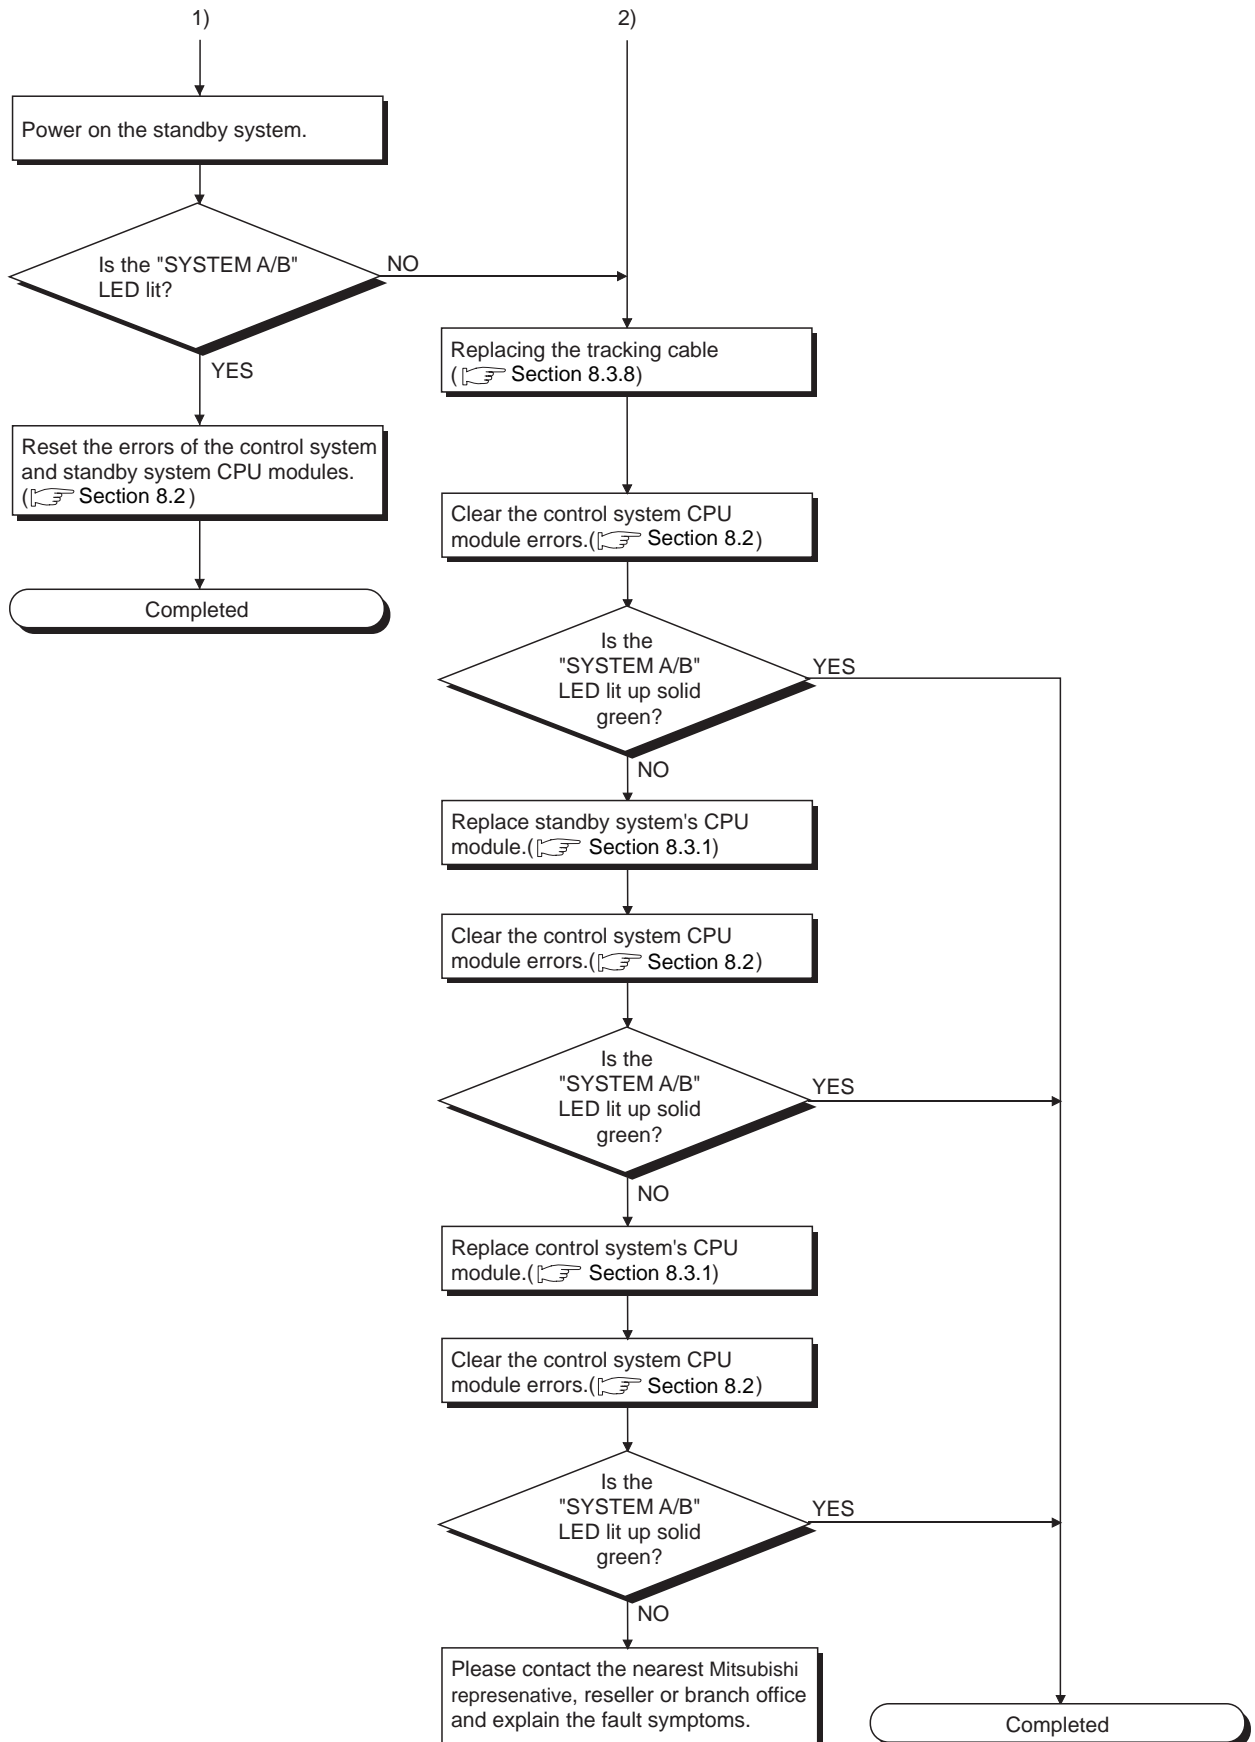 1)
Power on the standby system.
Is the "SYSTEM A/B"
LED lit?
NO
YES
Reset the errors of the control system
and standby system CPU modules.
( Section 8.2)
Completed
2)
Replacing the tracking cable
( Section 8.3.8)
Clear the control system CPU
module errors.( Section 8.2)
Is the
"SYSTEM A/B"
LED lit up solid
green?
YES
NO
Replace standby system's CPU
module.( Section 8.3.1)
Clear the control system CPU
module errors.( Section 8.2)
Is the
"SYSTEM A/B"
LED lit up solid
green?
YES
NO
Replace control system's CPU
module.( Section 8.3.1)
Clear the control system CPU
module errors.( Section 8.2)
Is the
"SYSTEM A/B"
LED lit up solid
green?
YES
NO
Please contact the nearest Mitsubishi
represenative, reseller or branch office
and explain the fault symptoms.
Completed